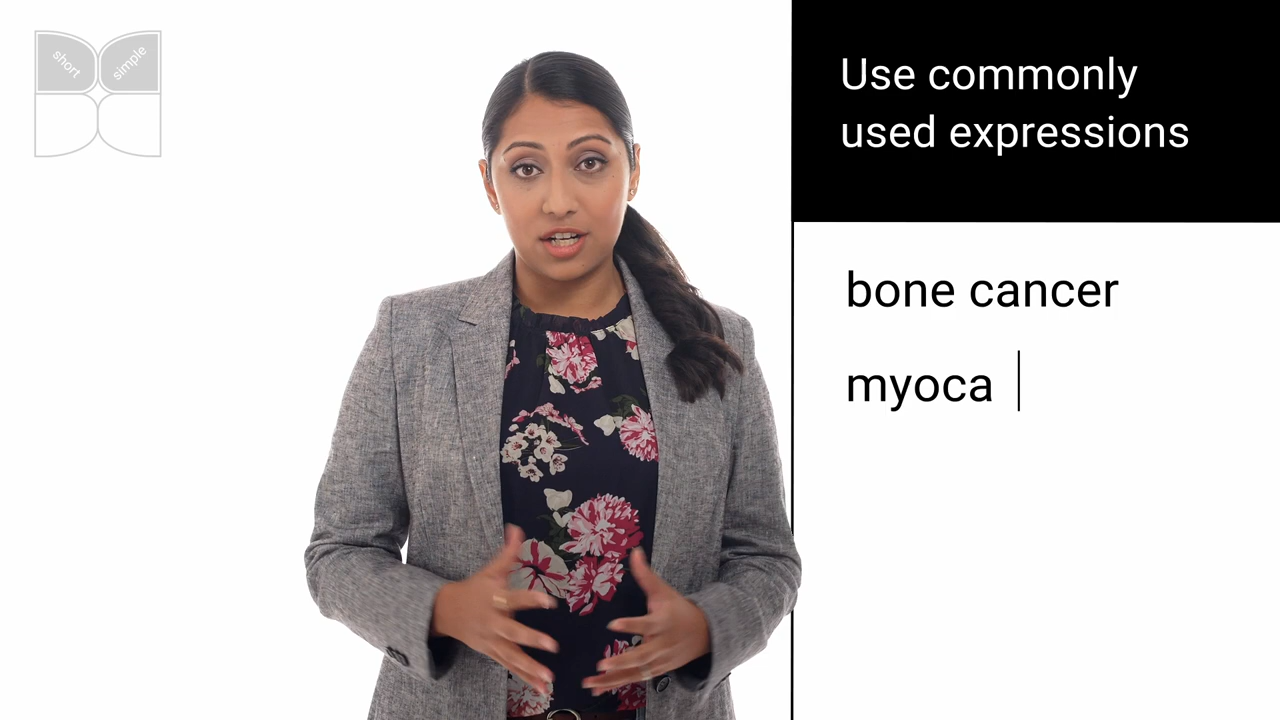 short
simple
Use commonly
used expressions
bone cancer
myoca